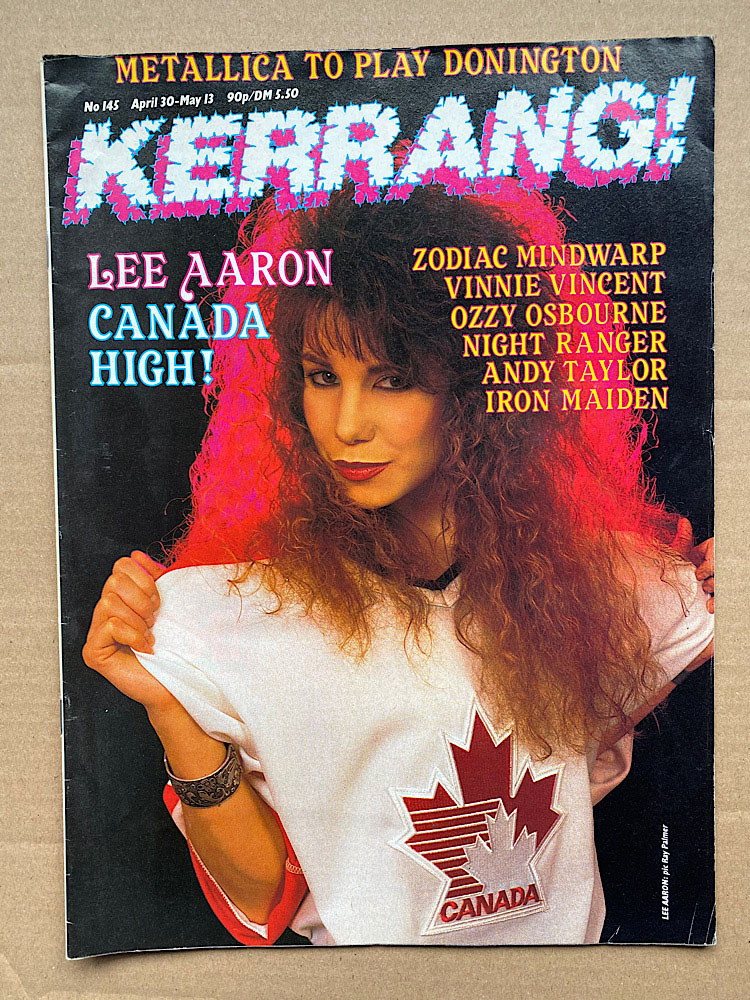 METALLICA TO PLAY DONINGTON
No 145 April 30-May 13 90p/DM 5.50
KERRANG!
LEE AARON
CANADA
HIGH!
ZODIAC MINDWARP
VINNIE VINCENT
OZZY OSBOURNE
NIGHT RANGER
ANDY TAYLOR
IRON MAIDEN
CANADA
LEE AARON: pic Ray Palmer